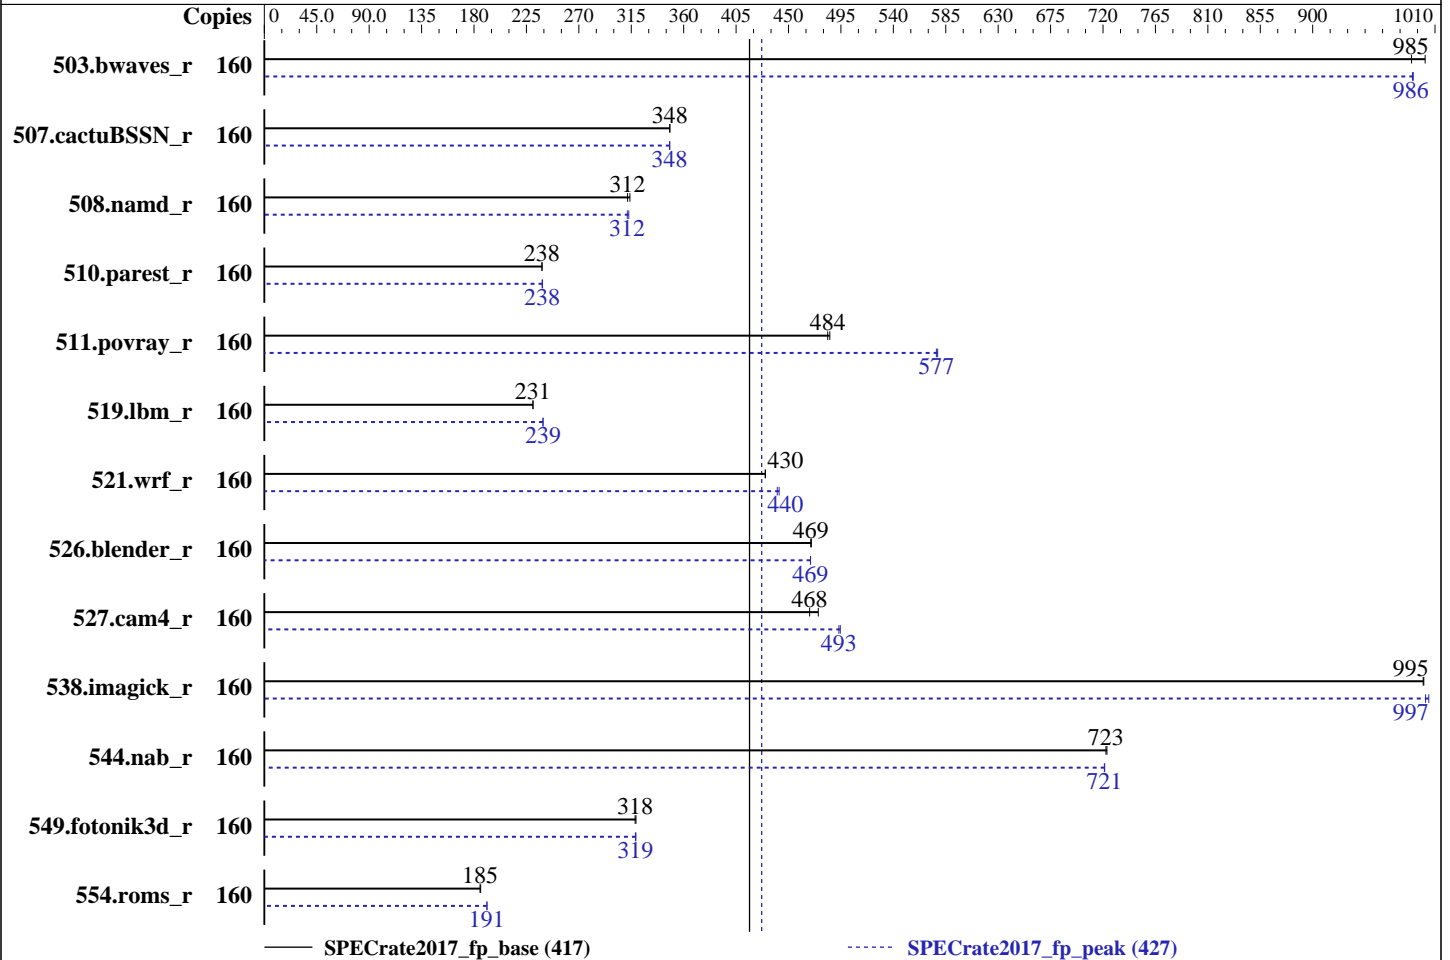 Copies 0 45.0 90.0 135 180 225 270 315 360 405 450 495 540 585 630 675 720 765 810 855 900 1010
503.bwaves_r 160 985
986
507.cactuBSSN_r 160 348
348
508.namd_r 160 312
312
510.parest_r 160 238
238
511.povray_r 160 484
577
519.lbm_r 160 231
239
521.wrf_r 160 430
440
526.blender_r 160 469
469
527.cam4_r 160 468
493
538.imagick_r 160 995
997
544.nab_r 160 723
721
549.fotonik3d_r 160 318
319
554.roms_r 160 185
191
SPECrate2017_fp_base (417) SPECrate2017_fp_peak (427)